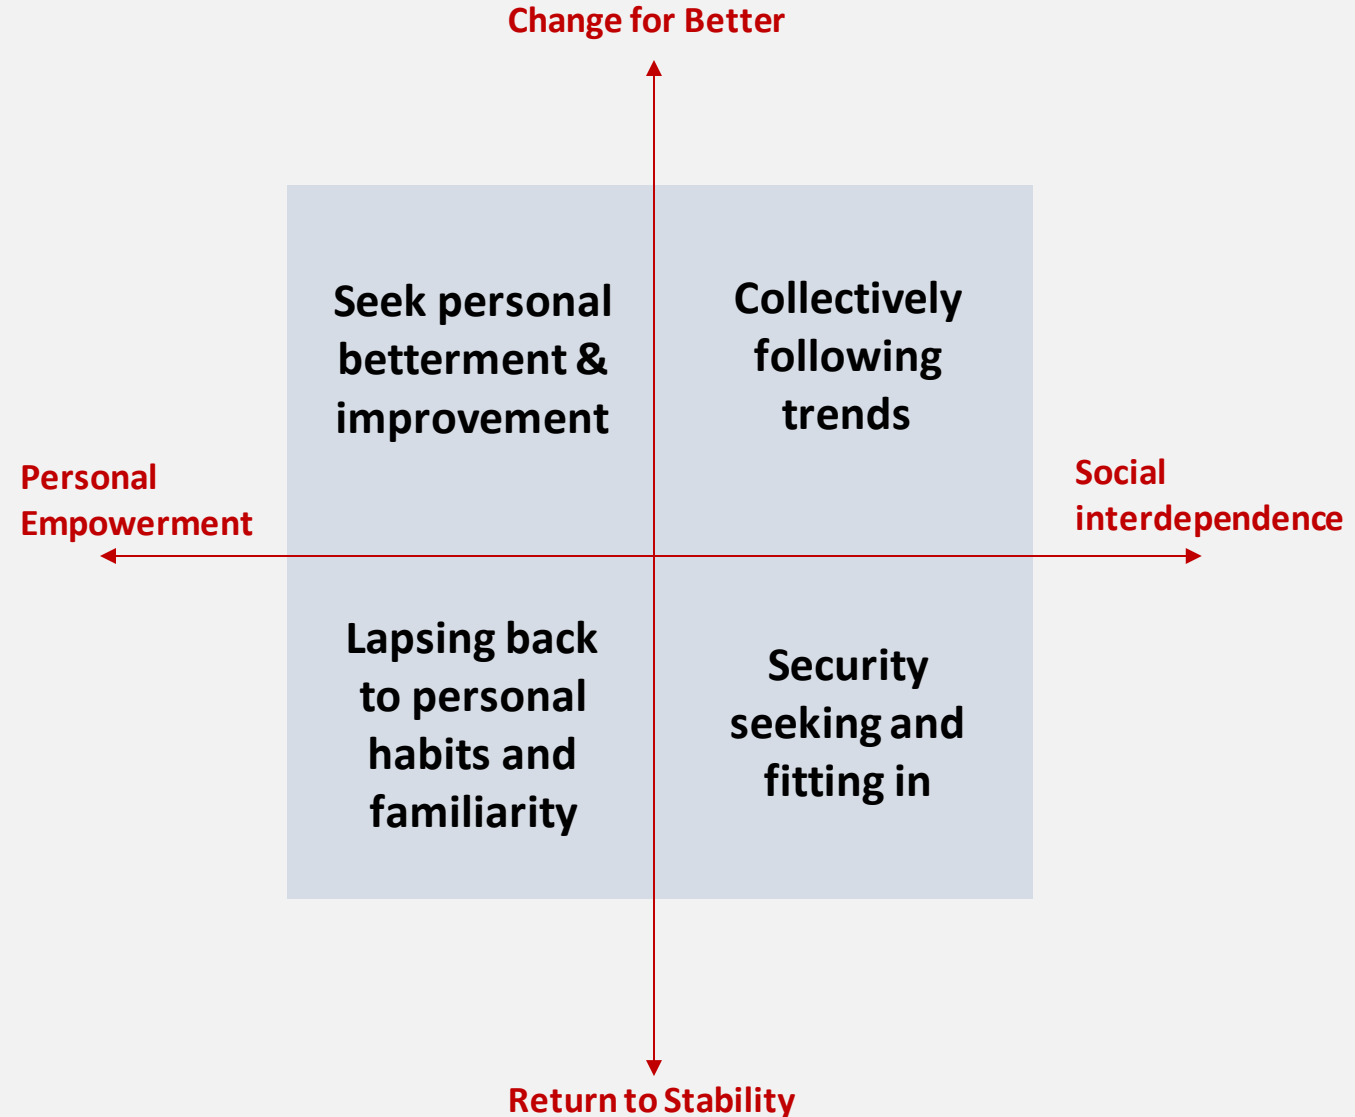 Change for Better
Seek personal
betterment &
improvement
Collectively
following
trends
Personal
Empowerment
Social
interdependence
Lapsing back
to personal
habits and
familiarity
Security
seeking and
fitting in
Return to Stability